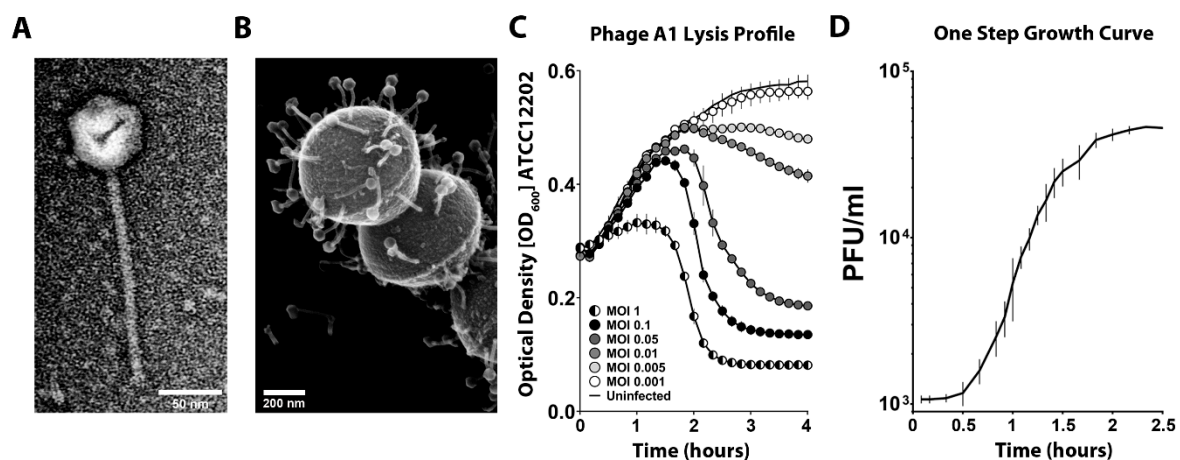 A
B
C
Phage A1 Lysis Profile
D
One Step Growth Curve
50 nm
200 nm
Optical Density [OD600] ATCC12202
0.6
0.4
0.2
0.0
MOI 1
MOI 0.1
MOI 0.05
MOI 0.01
MOI 0.005
MOI 0.001
Uninfected
0 1 2 3 4
Time (hours)
PFU/ml
10^5
10^4
10^3
0 0.5 1 1.5 2 2.5
Time (hours)